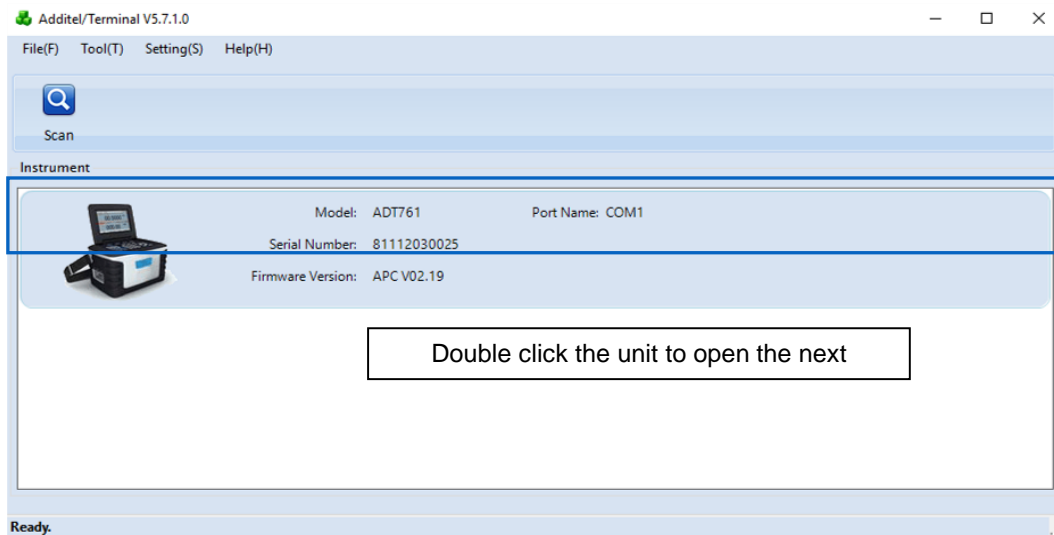 Additel/Terminal V5.7.1.0
File(F) Tool(T) Setting(S) Help(H)
Scan
Instrument
Model: ADT761 Port Name: COM1
Serial Number: 81112030025
Firmware Version: APC V02.19
Double click the unit to open the next
Ready.